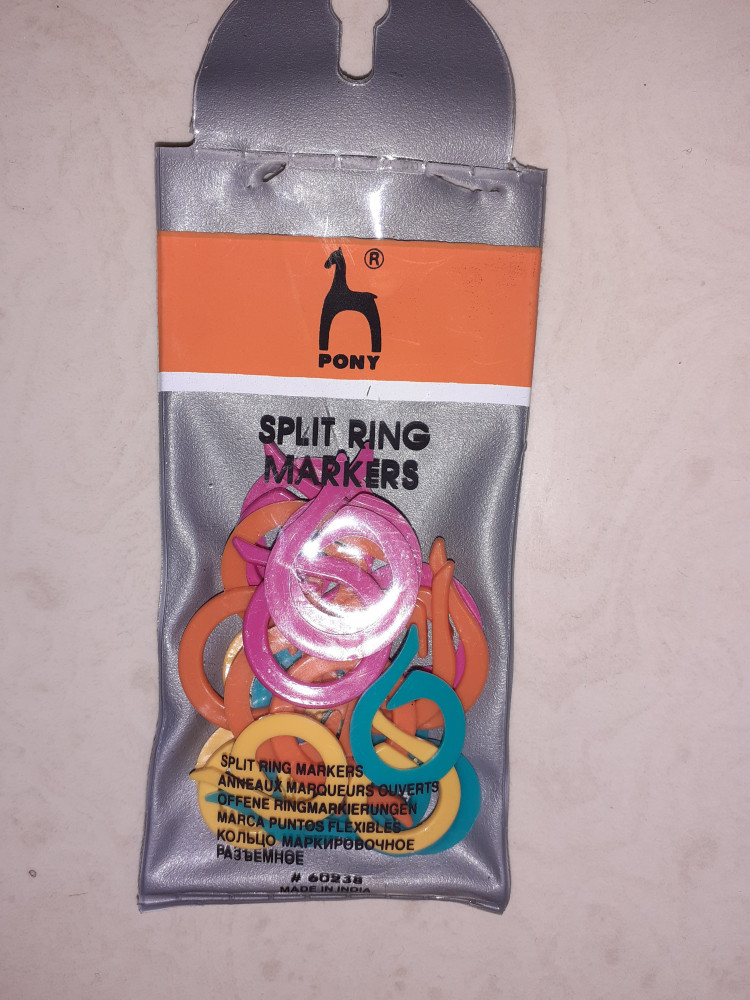 ®
PONY
SPLIT RING
MARKERS
SPLIT RING MARKERS
ANNEAUX MARQUEURS OUVERTS
OFFENE RINGMARKIERUNGEN
MARCA PUNTOS FLEXIBLES
КОЛЬЦО МАРКИРОВОЧНОЕ
РАЗЪЕМНОЕ
# 60238
MADE IN INDIA